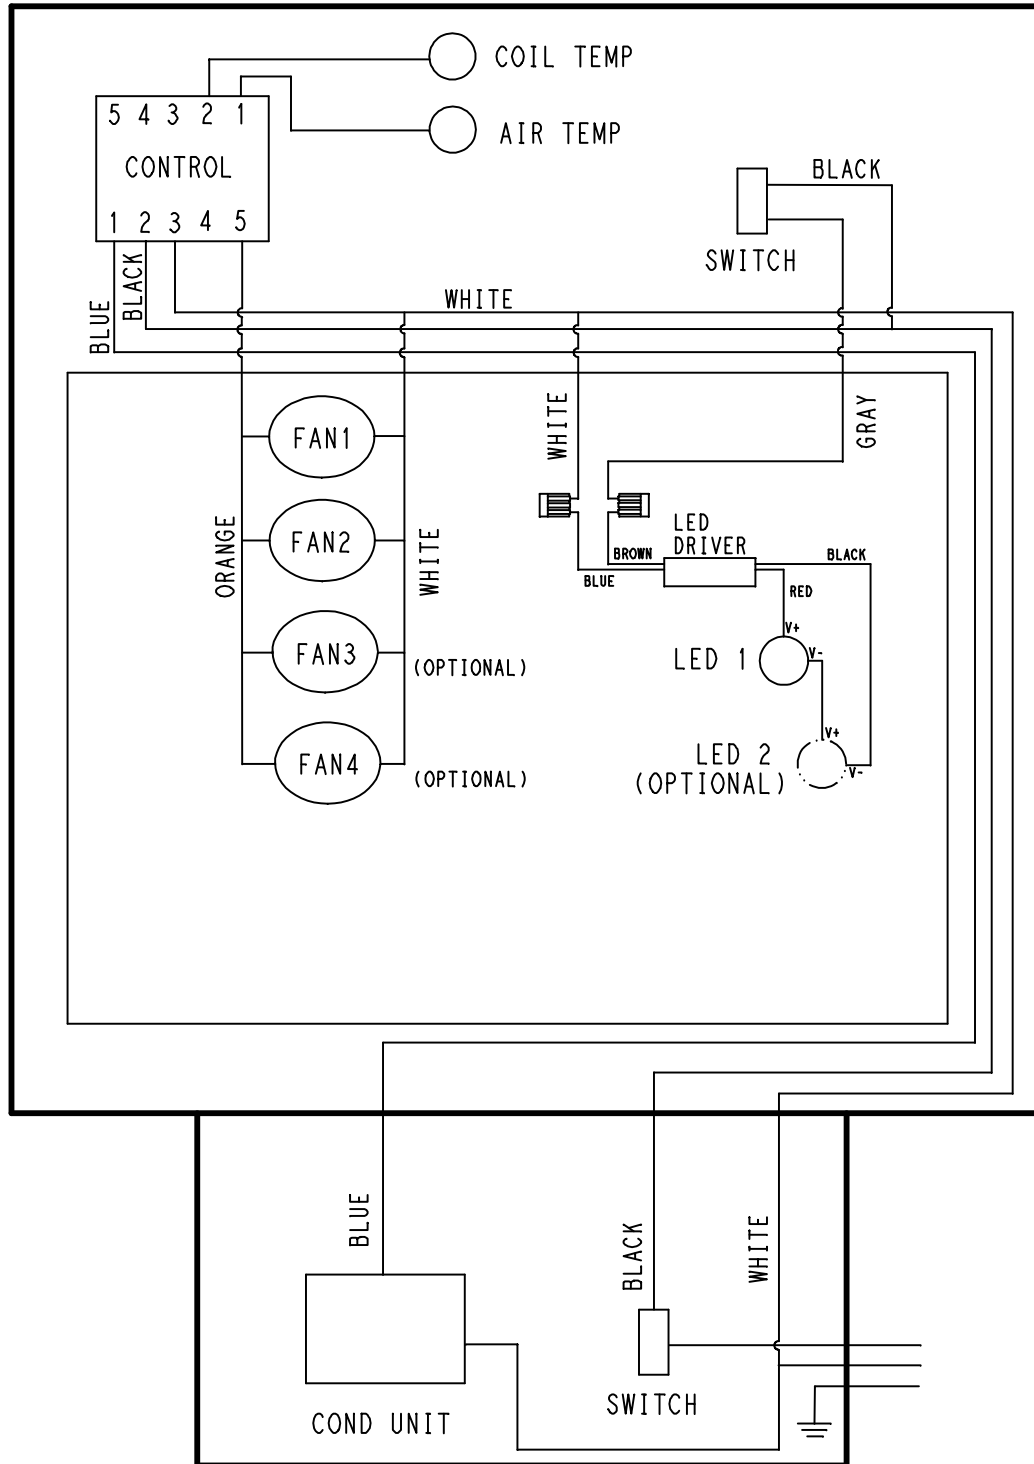 COIL TEMP
5 4 3 2 1
AIR TEMP
CONTROL
BLACK
1 2 3 4 5
SWITCH
BLUE
BLACK
WHITE
WHITE
GRAY
FAN1
ORANGE
FAN2
WHITE
LED
DRIVER
BROWN
BLACK
BLUE
RED
V+
FAN3
(OPTIONAL)
LED 1
V-
V+
FAN4
(OPTIONAL)
LED 2
(OPTIONAL)
V-
BLUE
BLACK
WHITE
SWITCH
COND UNIT